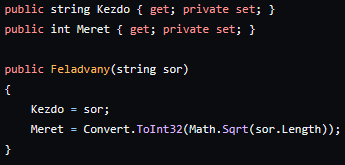 public string Kezdo { get; private set; }
public int Meret { get; private set; }
public Feladvany(string sor)
{
Kezdo = sor;
Meret = Convert.ToInt32(Math.Sqrt(sor.Length));
}